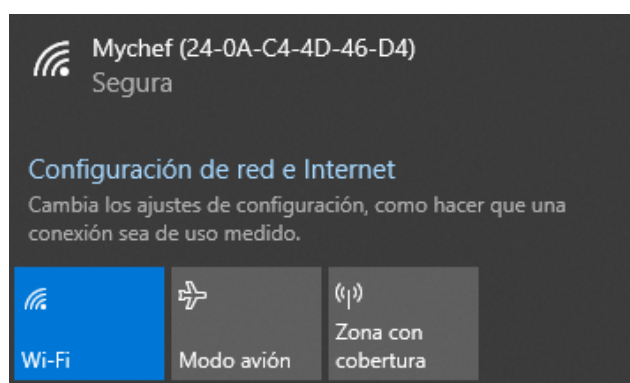 Mychef (24-0A-C4-4D-46-D4)
Segura
Configuración de red e Internet
Cambia los ajustes de configuración, como hacer que una
conexión sea de uso medido.
Wi-Fi
Modo avión
Zona con
cobertura